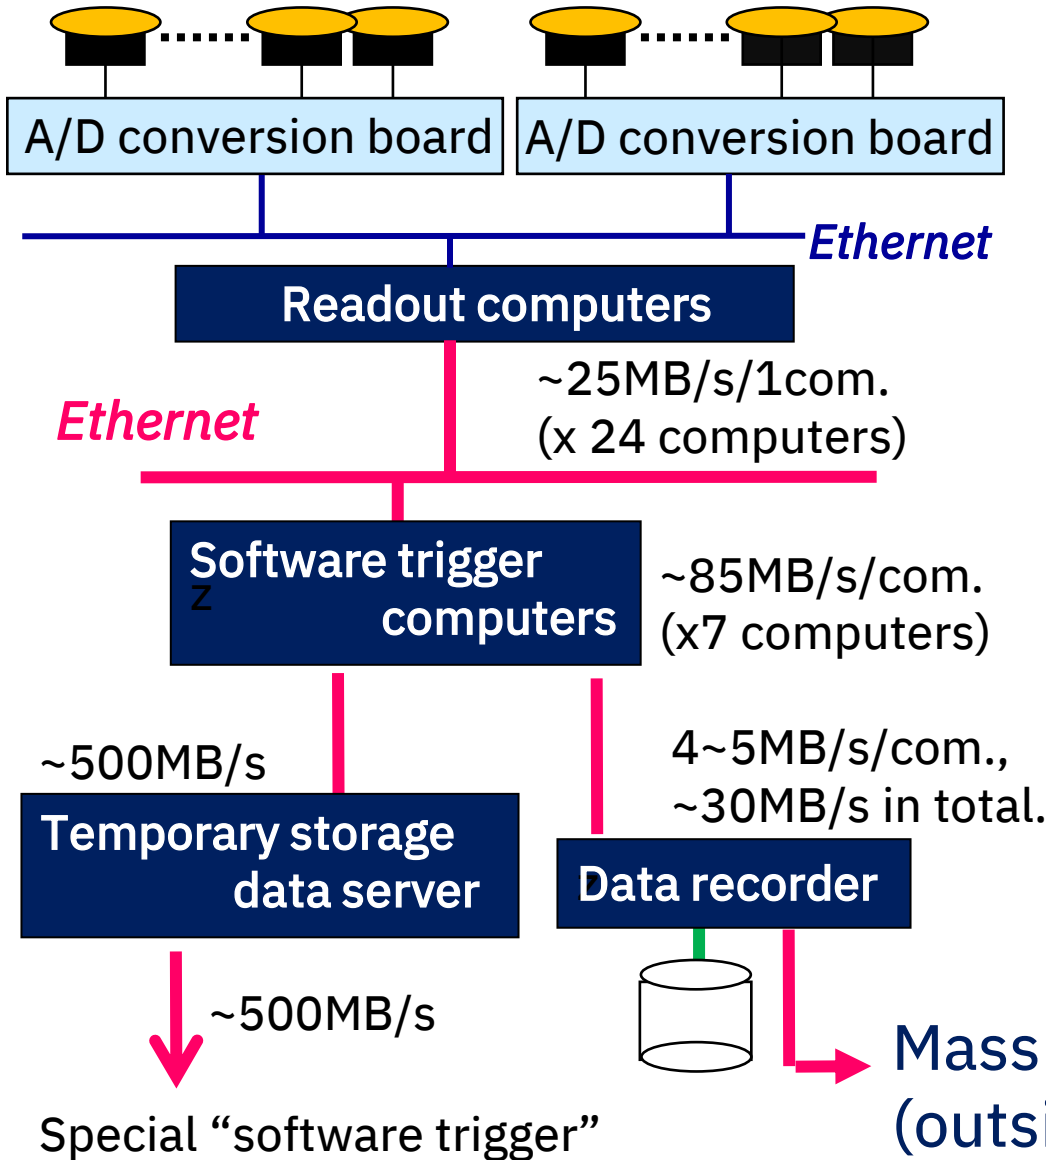 A/D conversion board
A/D conversion board
Ethernet
Readout computers
~25MB/s/1com.
(x 24 computers)
Ethernet
Software trigger
z
computers
~85MB/s/com.
(x7 computers)
~500MB/s
4~5MB/s/com.,
~30MB/s in total.
Temporary storage
data server
Data recorder
~500MB/s
Mass
Special “software trigger”